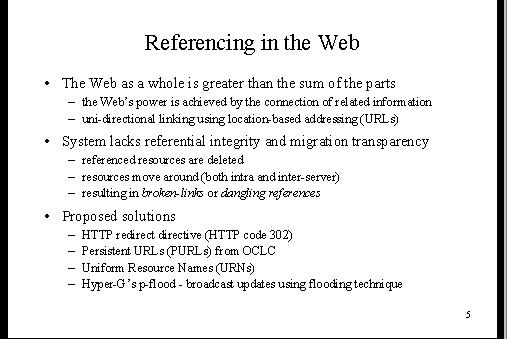 Referencing in the Web
• The Web as a whole is greater than the sum of the parts
– the Web's power is achieved by the connection of related information
– uni-directional linking using location-based addressing (URLs)
• System lacks referential integrity and migration transparency
– referenced resources are deleted
– resources move around (both intra and inter-server)
– resulting in broken-links or dangling references
• Proposed solutions
– HTTP redirect directive (HTTP code 302)
– Persistent URLs (PURLs) from OCLC
– Uniform Resource Names (URNs)
– Hyper-G's p-flood - broadcast updates using flooding technique
5